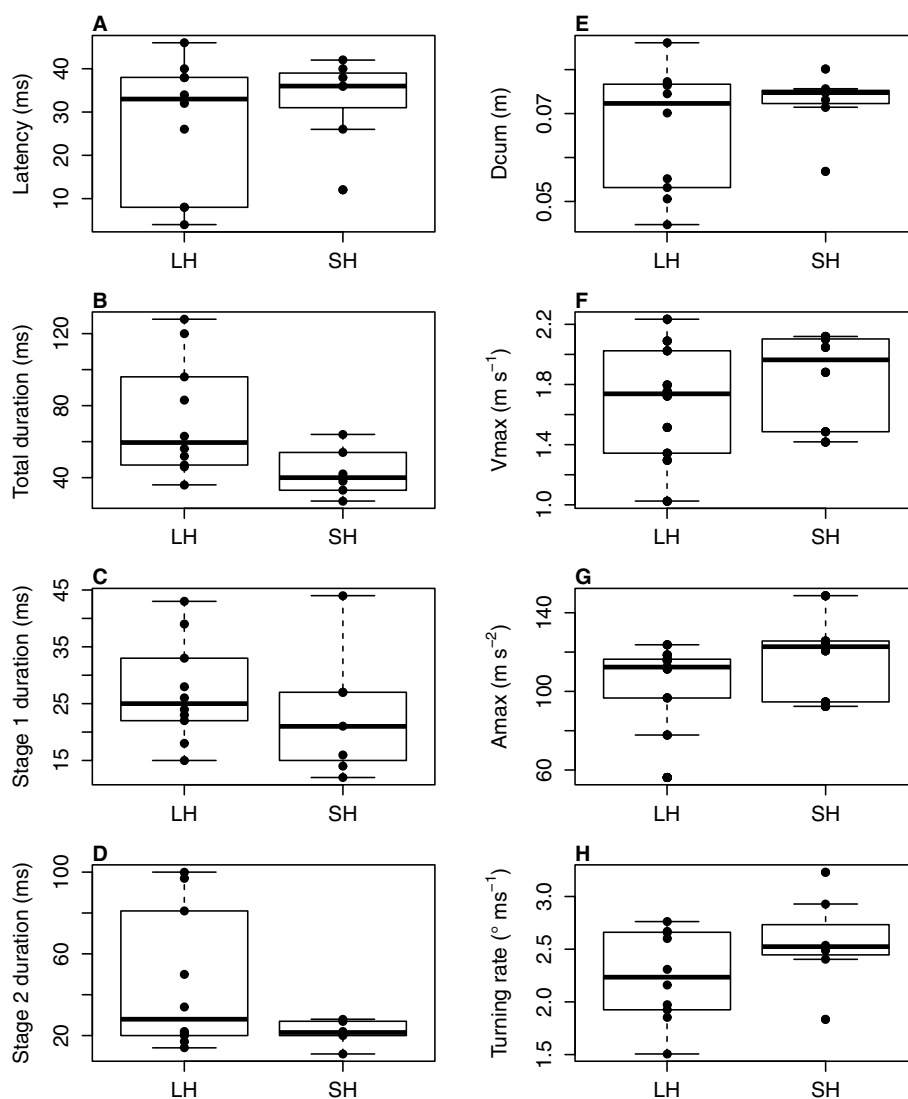 A
Latency (ms)
10
20
30
40
LH
SH
B
Total duration (ms)
40
80
120
LH
SH
C
Stage 1 duration (ms)
15
25
35
45
LH
SH
D
Stage 2 duration (ms)
20
60
100
LH
SH
E
Dcum (m)
0.05
0.07
LH
SH
F
Vmax (m s−1)
1.0
1.4
1.8
2.2
LH
SH
G
Amax (m s−2)
60
100
140
LH
SH
H
Turning rate (° ms−1)
1.5
2.0
2.5
3.0
LH
SH